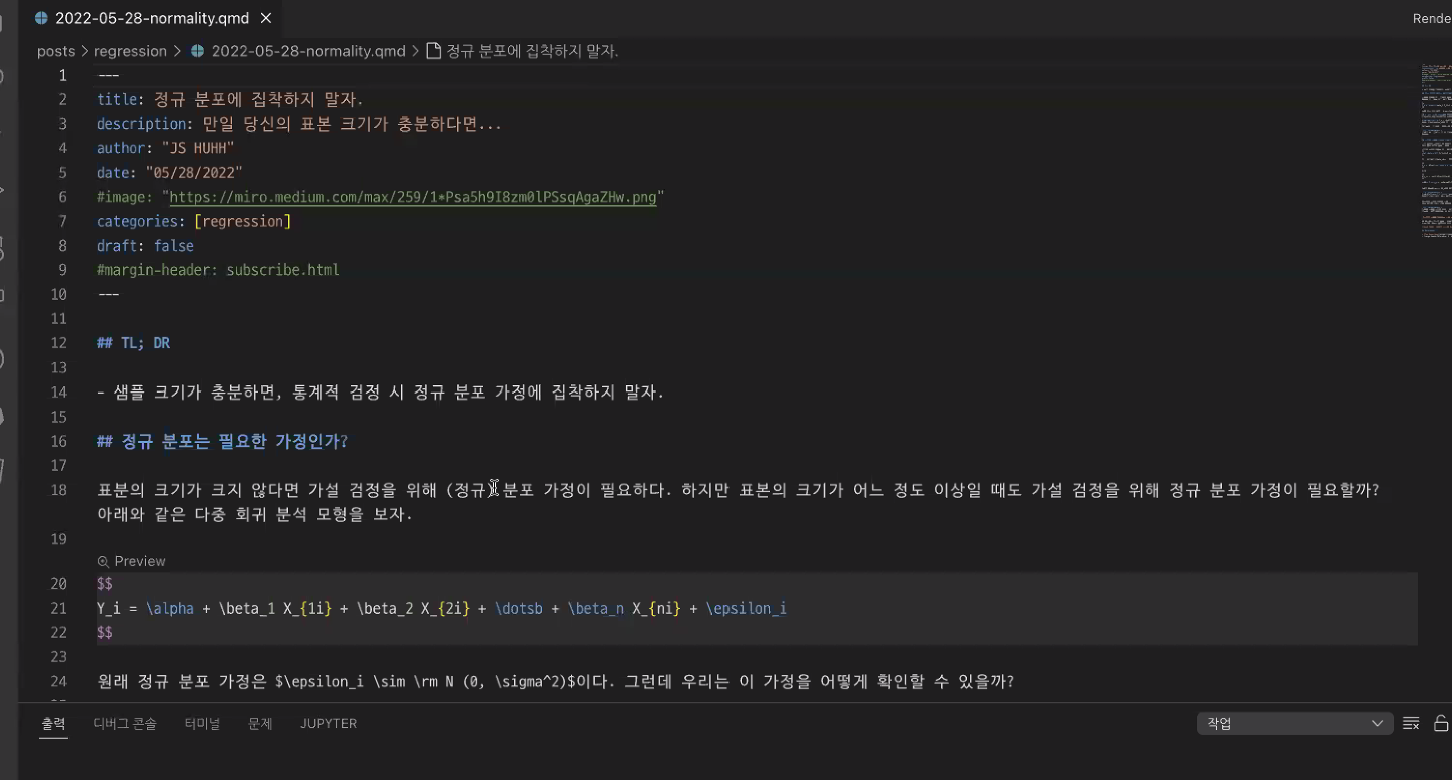 2022-05-28-normality.qmd
Rende
posts > regression > 2022-05-28-normality.qmd > 정규 분포에 집착하지 말자.
1 ---
2 title: 정규 분포에 집착하지 말자.
3 description: 만일 당신의 표본 크기가 충분하다면...
4 author: "JS HUHH"
5 date: "05/28/2022"
6 #image: "https://miro.medium.com/max/259/1*Psa5h9I8zm0lPSsqAgaZHw.png"
7 categories: [regression]
8 draft: false
9 #margin-header: subscribe.html
10 ---
11
12 ## TL; DR
13
14 - 샘플 크기가 충분하면, 통계적 검정 시 정규 분포 가정에 집착하지 말자.
15
16 ## 정규 분포는 필요한 가정인가?
17
18 표분의 크기가 크지 않다면 가설 검정을 위해 (정규) 분포 가정이 필요하다. 하지만 표본의 크기가 어느 정도 이상일 때도 가설 검정을 위해 정규 분포 가정이 필요할까?
아래와 같은 다중 회귀 분석 모형을 보자.
19
Preview
20 $$
21 Y_i = \alpha + \beta_1 X_{1i} + \beta_2 X_{2i} + \dotsb + \beta_n X_{ni} + \epsilon_i
22 $$
23
24 원래 정규 분포 가정은 $\epsilon_i \sim \rm N (0, \sigma^2)$이다. 그런데 우리는 이 가정을 어떻게 확인할 수 있을까?
출력 디버그 콘솔 터미널 문제 JUPYTER
작업